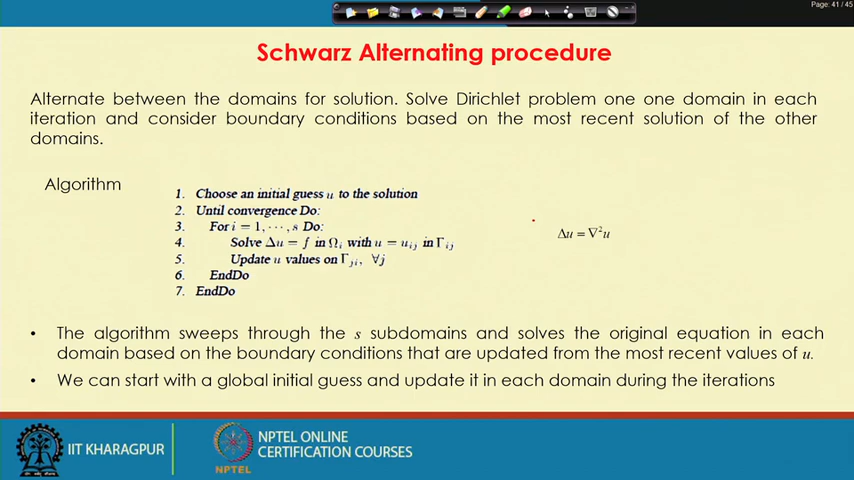 Page: 41 / 45
Schwarz Alternating procedure
Alternate between the domains for solution. Solve Dirichlet problem one one domain in each
iteration and consider boundary conditions based on the most recent solution of the other
domains.
Algorithm
1. Choose an initial guess u to the solution
2. Until convergence Do:
3. For i = 1, ⋯, s Do:
4. Solve Δu = f in Ωᵢ with u = uᵢⱼ in Γᵢⱼ
5. Update u values on Γⱼᵢ, ∀j
6. EndDo
7. EndDo
Δu = ∇²u
• The algorithm sweeps through the s subdomains and solves the original equation in each
domain based on the boundary conditions that are updated from the most recent values of u.
• We can start with a global initial guess and update it in each domain during the iterations
IIT KHARAGPUR
NPTEL
NPTEL ONLINE
CERTIFICATION COURSES